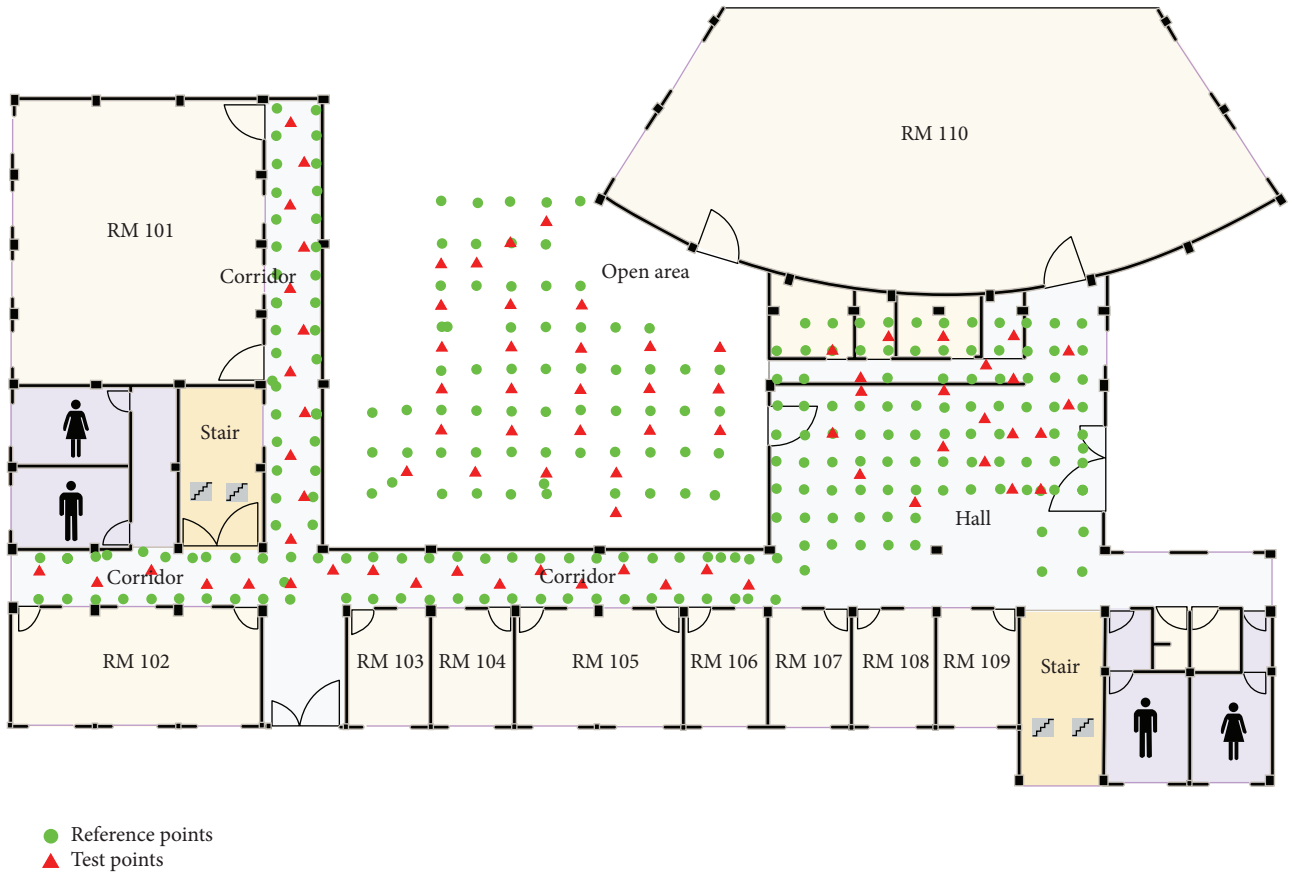 RM 110
RM 101
Corridor
Open area
Stair
Hall
Corridor
Corridor
RM 102
RM 103
RM 104
RM 105
RM 106
RM 107
RM 108
RM 109
Stair
Reference points
Test points